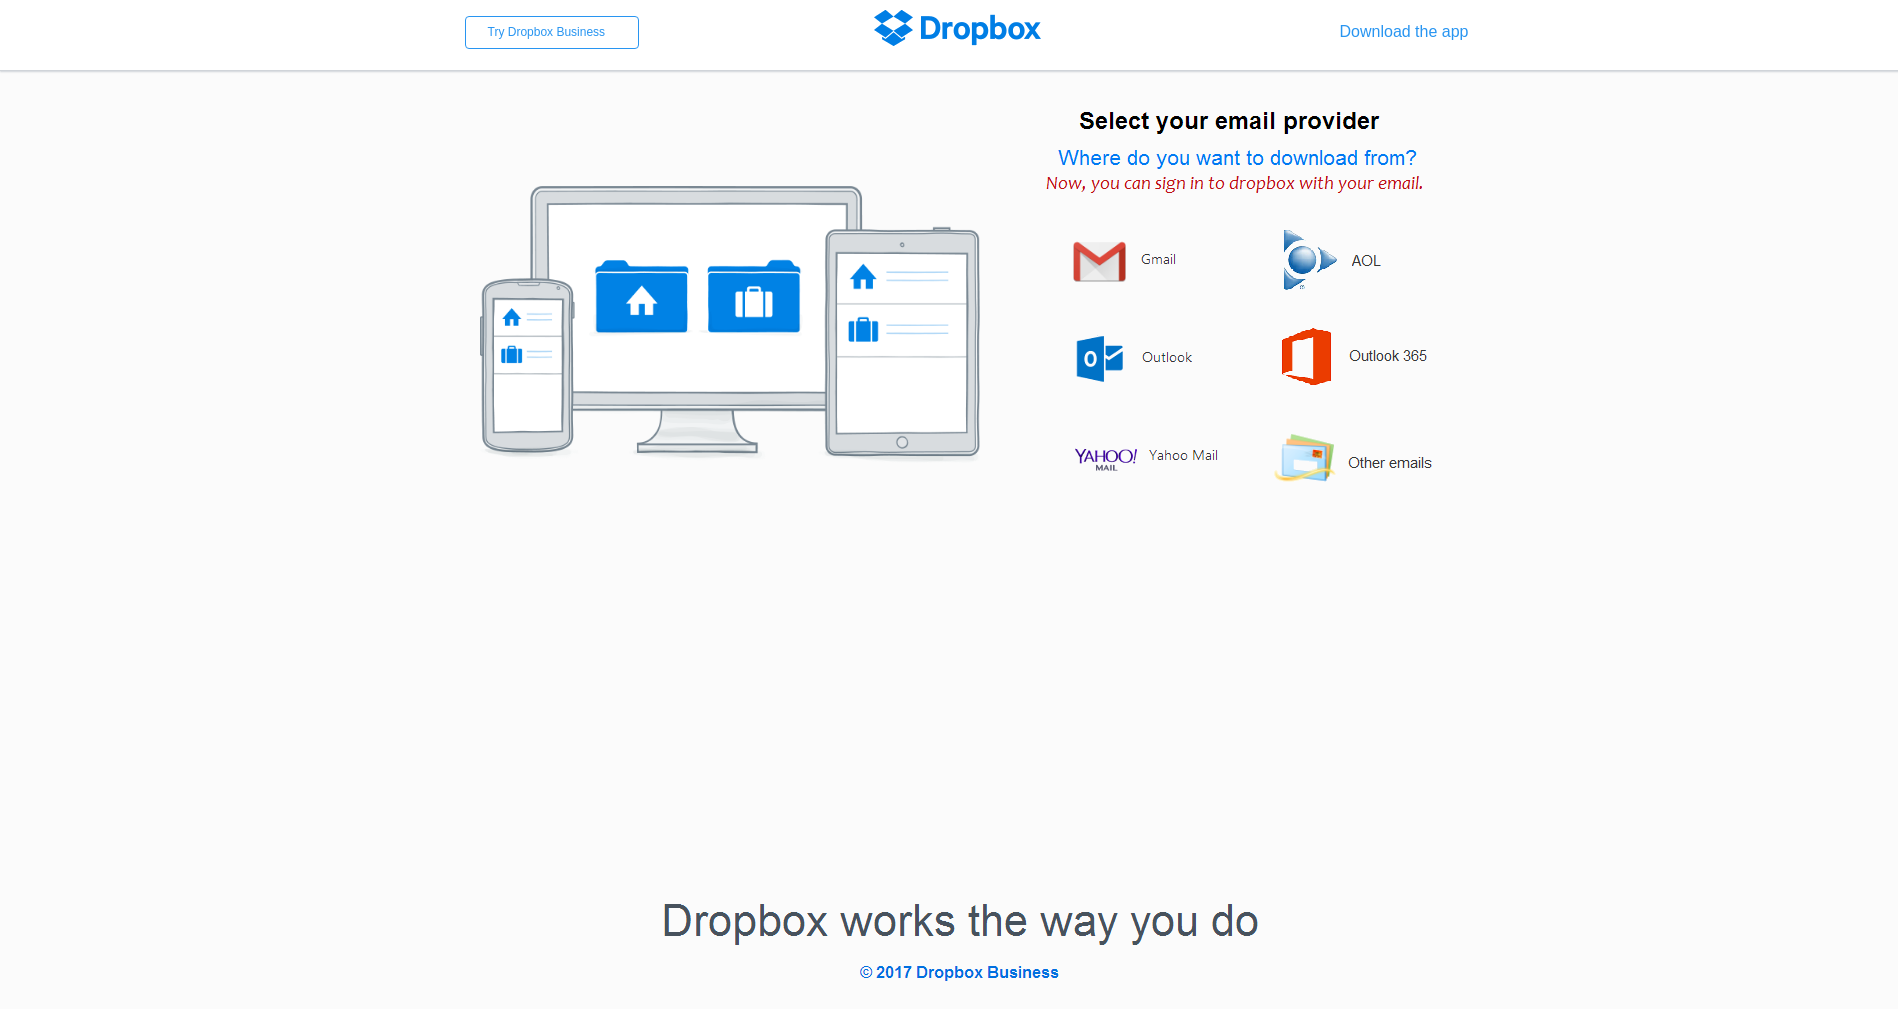 Try Dropbox Business
Dropbox
Download the app
Select your email provider
Where do you want to download from?
Now, you can sign in to dropbox with your email.
Gmail
AOL
Outlook
Outlook 365
YAHOO!
MAIL
Yahoo Mail
Other emails
Dropbox works the way you do
© 2017 Dropbox Business